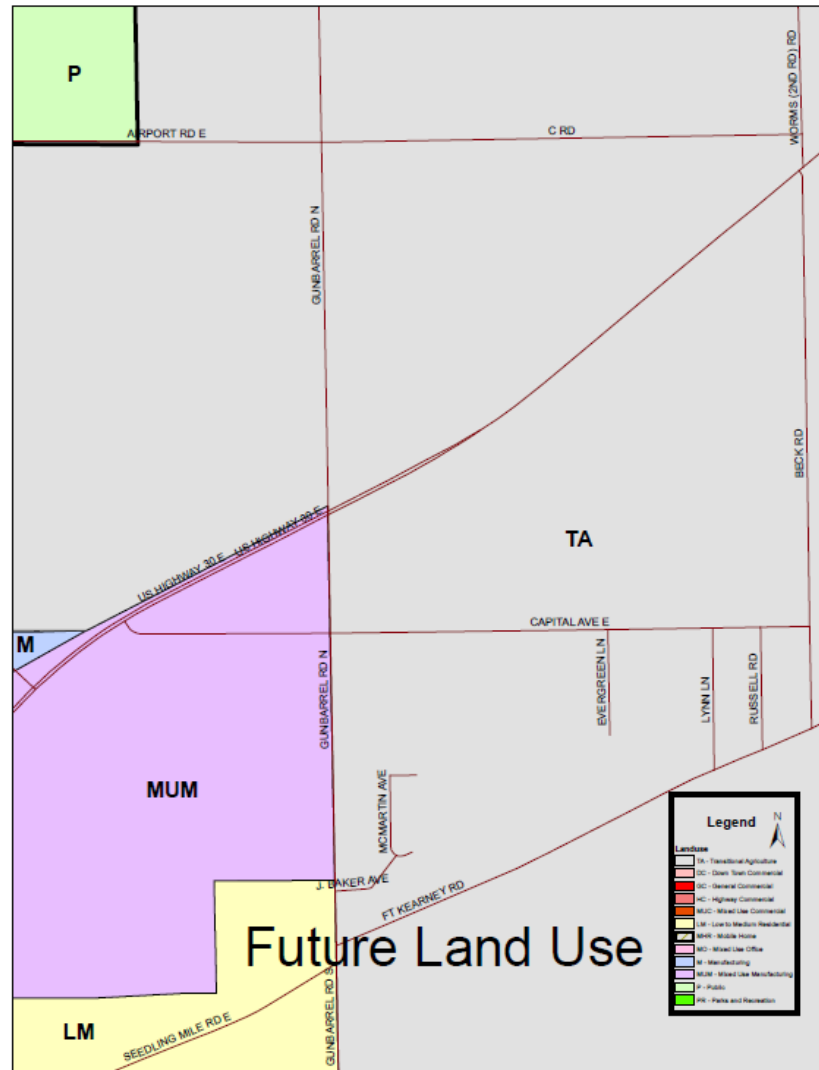 P
WORMS (2ND RD) RD
AIRPORT RD E
C RD
GUNBARREL RD N
BECK RD
US HIGHWAY 30 E
US HIGHWAY 30 E
TA
CAPITAL AVE E
M
EVERGREEN LN
LYNN LN
RUSSELL RD
GUNBARREL RD N
MUM
MCMARTIN AVE
J. BAKER AVE
FT KEARNEY RD
Future Land Use
LM
SEEDLING MILE RD E
GUNBARREL RD S
Legend
N
Landuse
TA - Transitional Agriculture
DC - Down Town Commercial
GC - General Commercial
HC - Highway Commercial
MUC - Mixed Use Commercial
LM - Low to Medium Residential
MHR - Mobile Home
MO - Mixed Use Office
M - Manufacturing
MUM - Mixed Use Manufacturing
P - Public
PR - Parks and Recreation